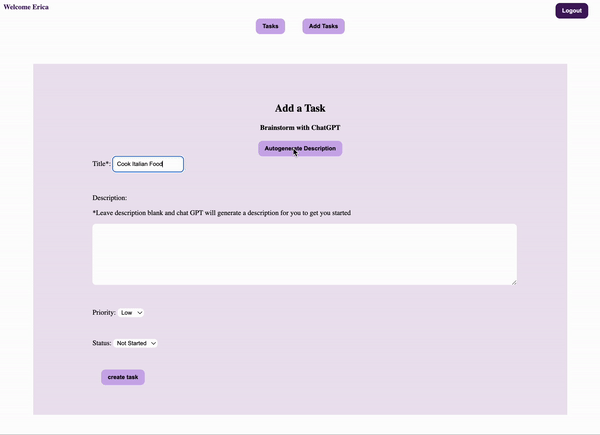 Welcome Erica
Logout
Tasks
Add Tasks
Add a Task
Brainstorm with ChatGPT
Autogenerate Description
Title*: Cook Italian Food
Description:
*Leave description blank and chat GPT will generate a description for you to get you started
Priority: Low
Status: Not Started
create task